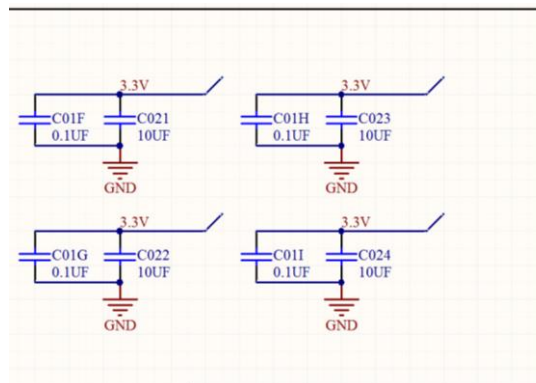 3.3V 3.3V
C01F C021 C01H C023
0.1UF 10UF 0.1UF 10UF
GND GND
3.3V 3.3V
C01G C022 C01I C024
0.1UF 10UF 0.1UF 10UF
GND GND